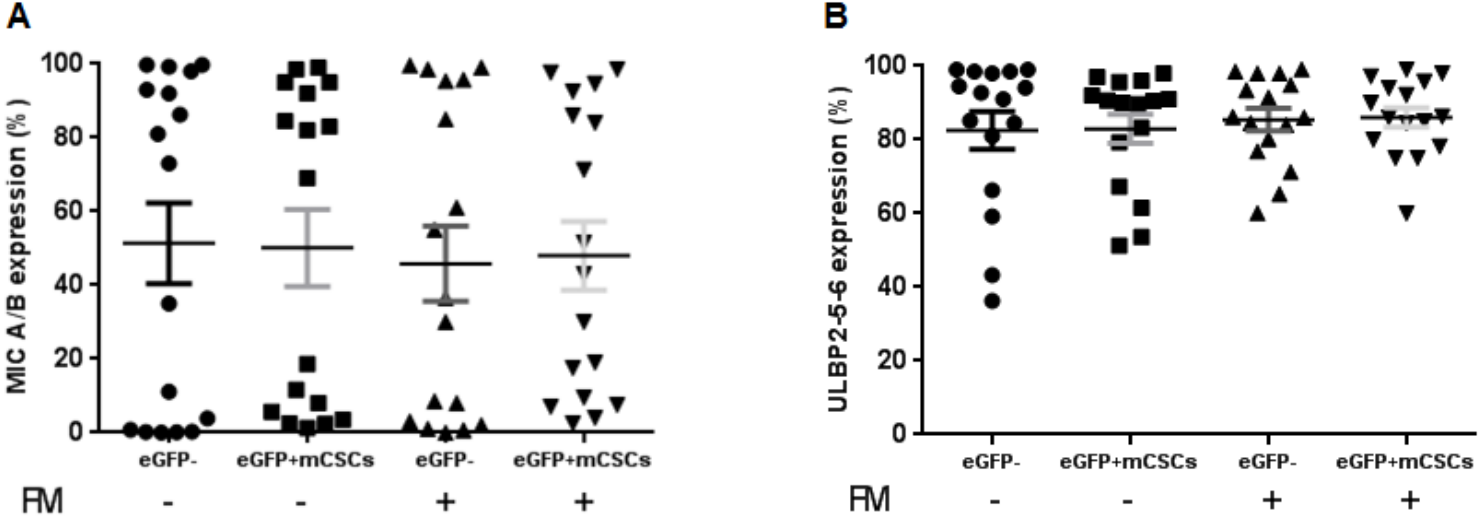 A
MIC A/B expression (%)
100
80
60
40
20
0
eGFP- eGFP+mCSCs eGFP- eGFP+mCSCs
FM - - + +
B
ULBP2-5-6 expression (%)
100
80
60
40
20
0
eGFP- eGFP+mCSCs eGFP- eGFP+mCSCs
FM - - + +